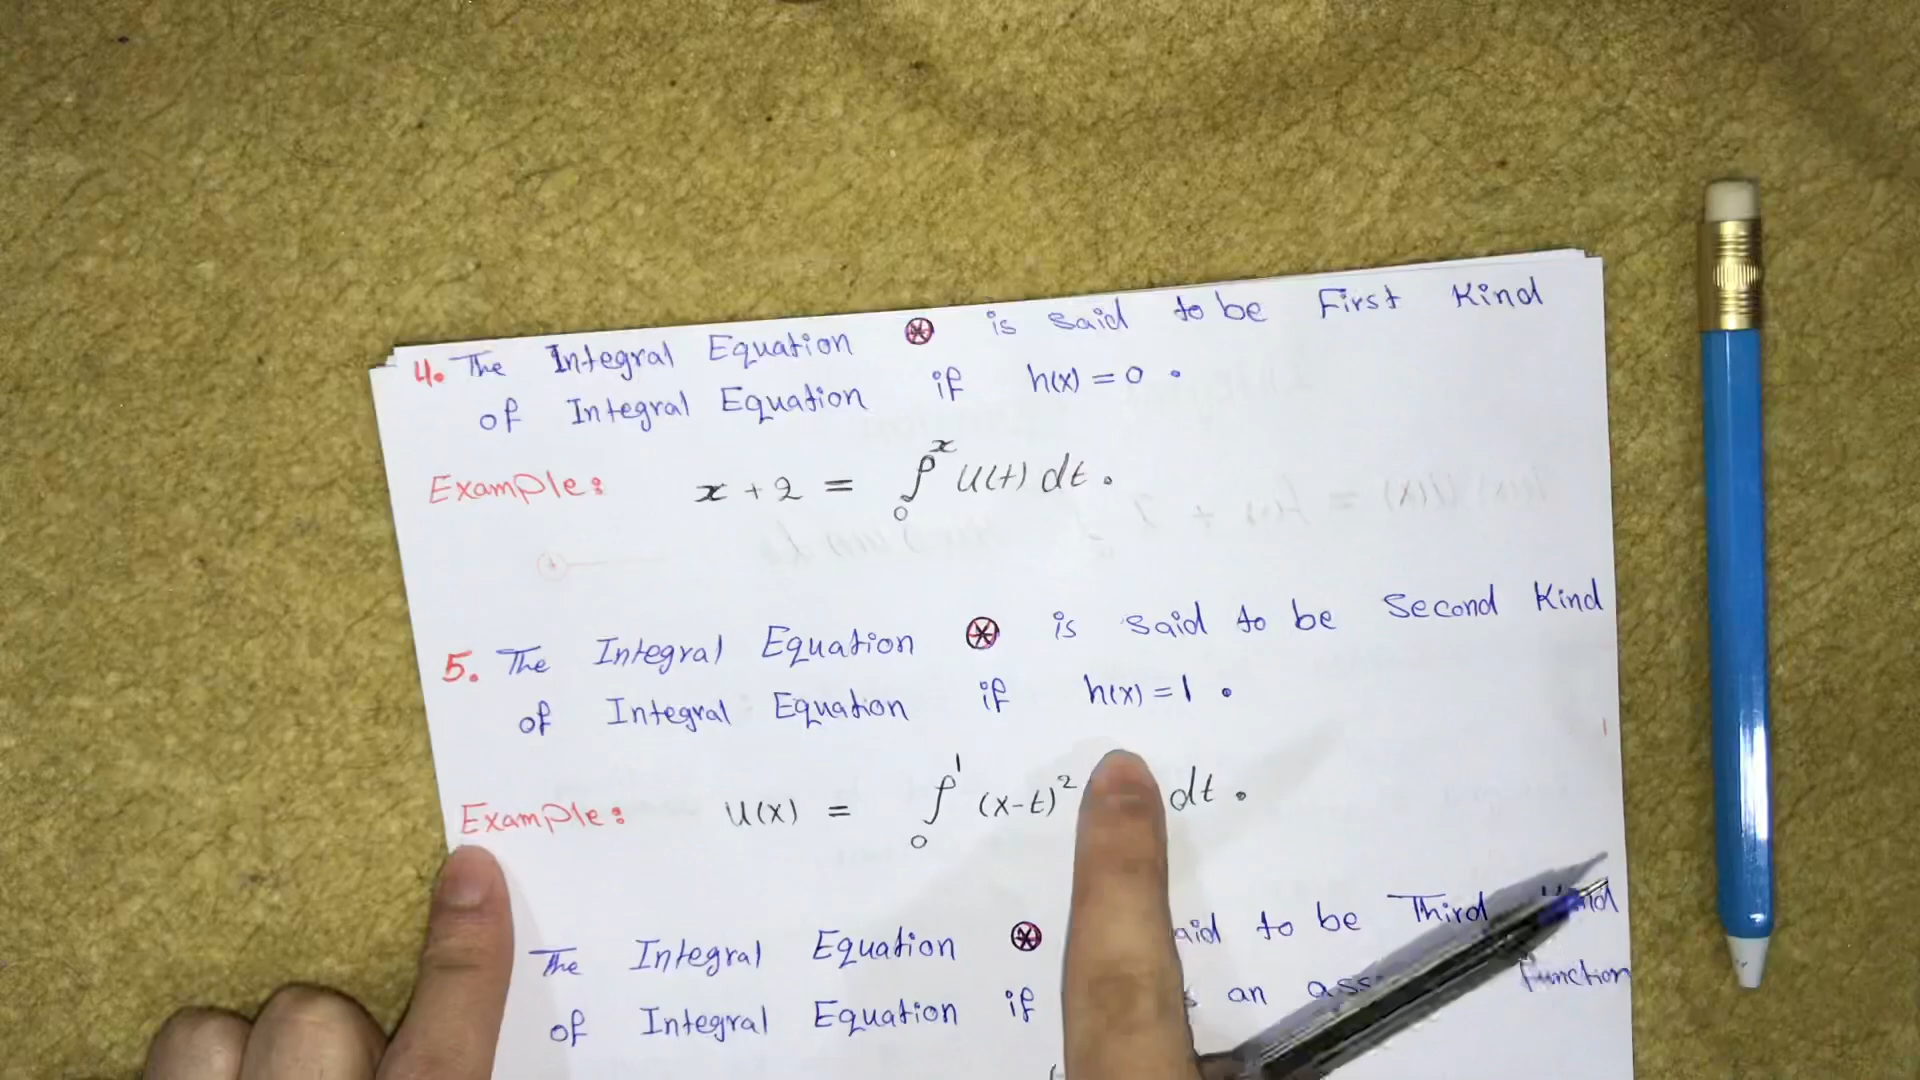 4. The Integral Equation ⊛ is said to be First Kind
of Integral Equation if h(x) = 0 .
Example: x + 2 = ∫₀ˣ u(t) dt .
5. The Integral Equation ⊛ is said to be Second Kind
of Integral Equation if h(x) = 1 .
Example: u(x) = ∫₀¹ (x-t)² dt .
The Integral Equation ⊛ said to be Third Kind
of Integral Equation if an function